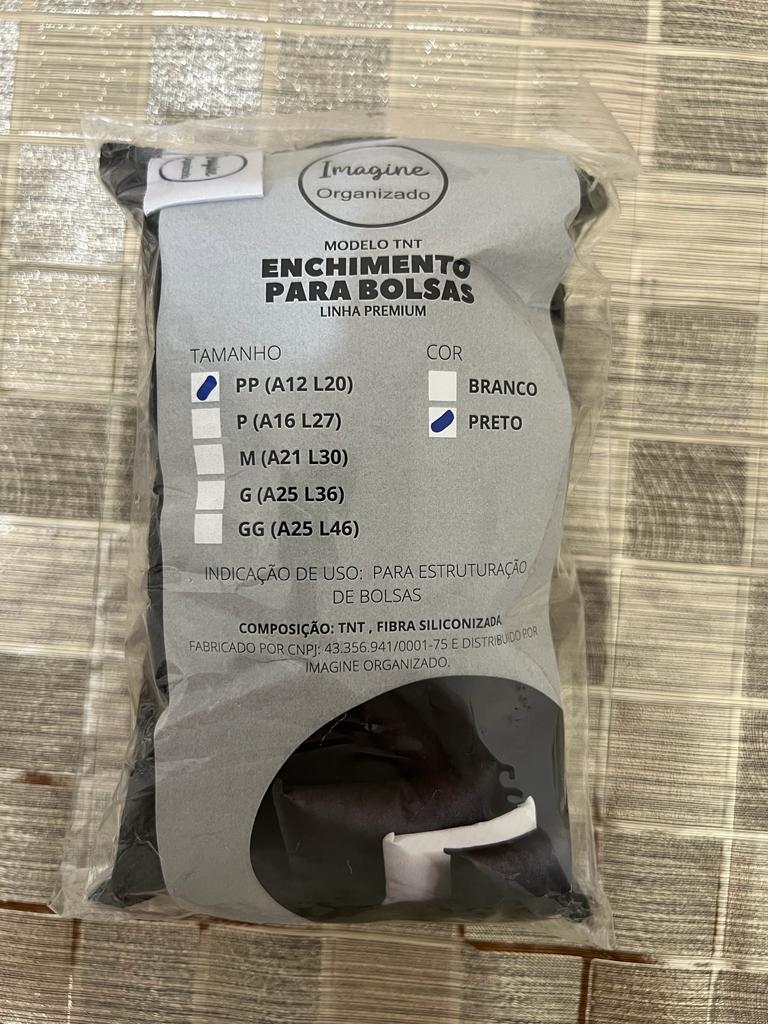 Imagine
Organizado
MODELO TNT
ENCHIMENTO
PARA BOLSAS
LINHA PREMIUM
TAMANHO
PP (A12 L20)
P (A16 L27)
M (A21 L30)
G (A25 L36)
GG (A25 L46)
COR
BRANCO
PRETO
INDICAÇÃO DE USO: PARA ESTRUTURAÇÃO
DE BOLSAS
COMPOSIÇÃO: TNT , FIBRA SILICONIZADA
FABRICADO POR CNPJ: 43.356.941/0001-75 E DISTRIBUIDO POR
IMAGINE ORGANIZADO.